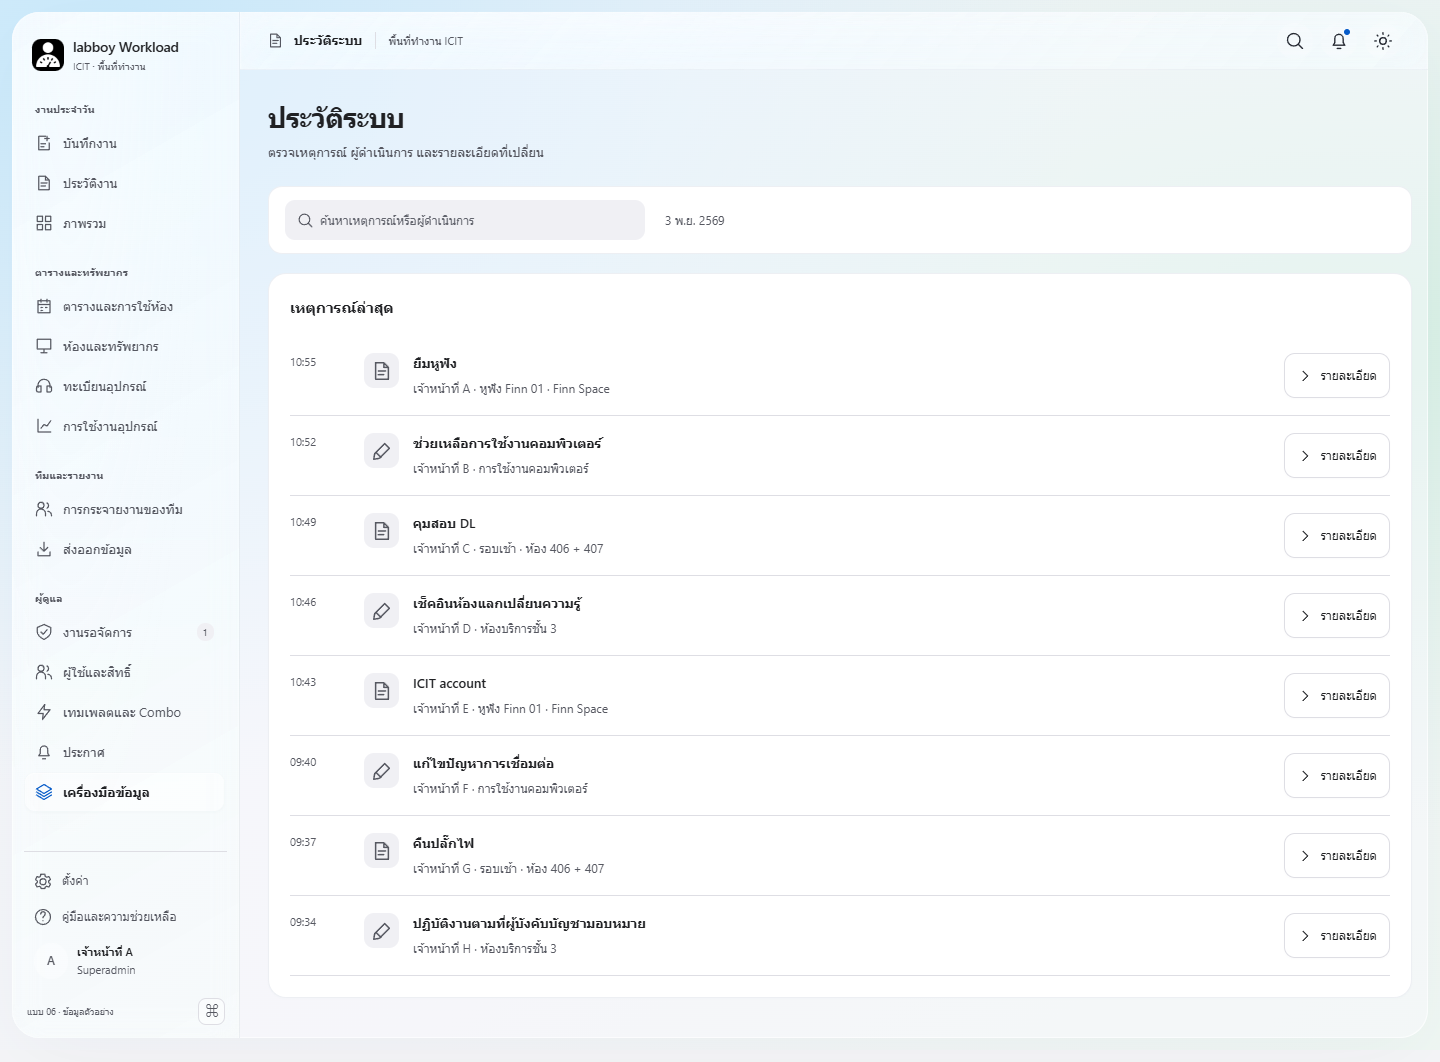 labboy Workload
ICIT · พื้นที่ทำงาน
งานประจำวัน
บันทึกงาน
ประวัติงาน
ภาพรวม
ตารางและทรัพยากร
ตารางและการใช้ห้อง
ห้องและทรัพยากร
ทะเบียนอุปกรณ์
การใช้งานอุปกรณ์
ทีมและรายงาน
การกระจายงานของทีม
ส่งออกข้อมูล
ผู้ดูแล
งานรอจัดการ 1
ผู้ใช้และสิทธิ์
เทมเพลตและ Combo
ประกาศ
เครื่องมือข้อมูล
ตั้งค่า
คู่มือและความช่วยเหลือ
A เจ้าหน้าที่ A
Superadmin
แบบ 06 · ข้อมูลตัวอย่าง ⌘
ประวัติระบบ พื้นที่ทำงาน ICIT
ประวัติระบบ
ตรวจเหตุการณ์ ผู้ดำเนินการ และรายละเอียดที่เปลี่ยน
ค้นหาเหตุการณ์หรือผู้ดำเนินการ 3 พ.ย. 2569
เหตุการณ์ล่าสุด
10:55 ยืมหูฟัง รายละเอียด
เจ้าหน้าที่ A · หูฟัง Finn 01 · Finn Space
10:52 ช่วยเหลือการใช้งานคอมพิวเตอร์ รายละเอียด
เจ้าหน้าที่ B · การใช้งานคอมพิวเตอร์
10:49 คุมสอบ DL รายละเอียด
เจ้าหน้าที่ C · รอบเช้า · ห้อง 406 + 407
10:46 เช็คอินห้องแลกเปลี่ยนความรู้ รายละเอียด
เจ้าหน้าที่ D · ห้องบริการชั้น 3
10:43 ICIT account รายละเอียด
เจ้าหน้าที่ E · หูฟัง Finn 01 · Finn Space
09:40 แก้ไขปัญหาการเชื่อมต่อ รายละเอียด
เจ้าหน้าที่ F · การใช้งานคอมพิวเตอร์
09:37 คืนปลั๊กไฟ รายละเอียด
เจ้าหน้าที่ G · รอบเช้า · ห้อง 406 + 407
09:34 ปฏิบัติงานตามที่ผู้บังคับบัญชามอบหมาย รายละเอียด
เจ้าหน้าที่ H · ห้องบริการชั้น 3